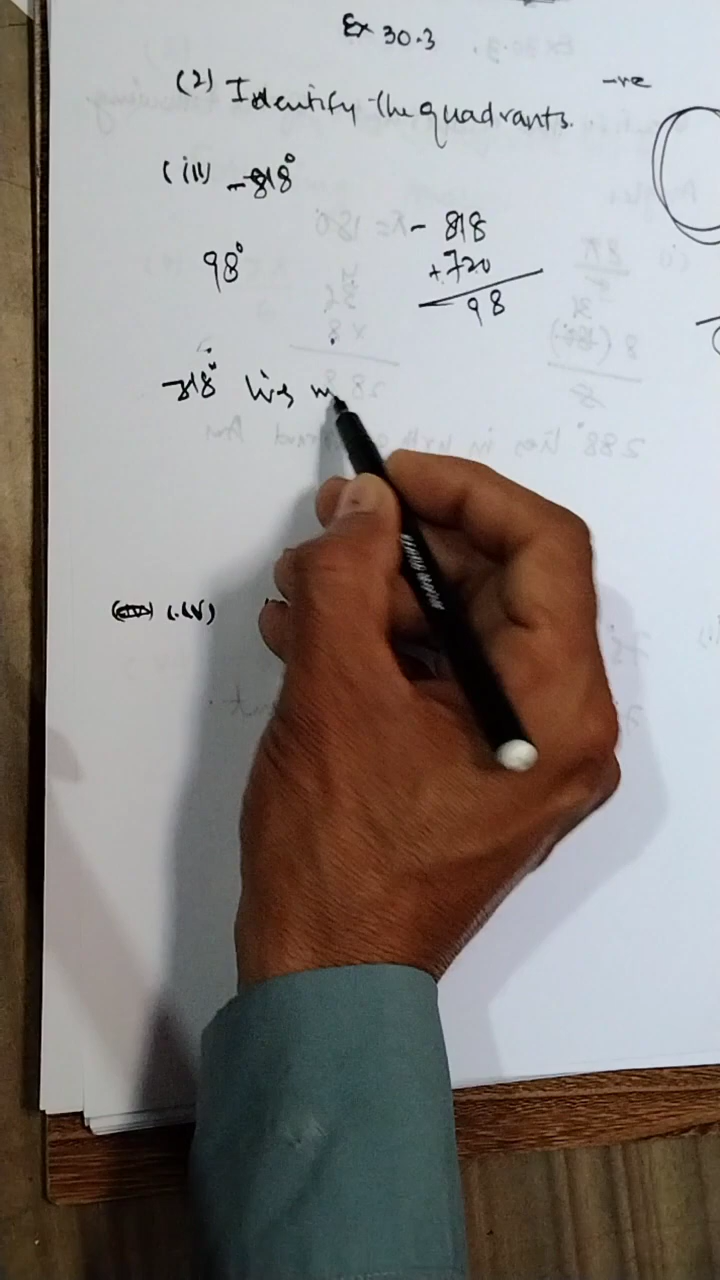 Ex 30.3
-ve
(2) Identify the quadrants.
(iii) -818°
- 818
98°
+720
-98
-818° lies in
(iv)